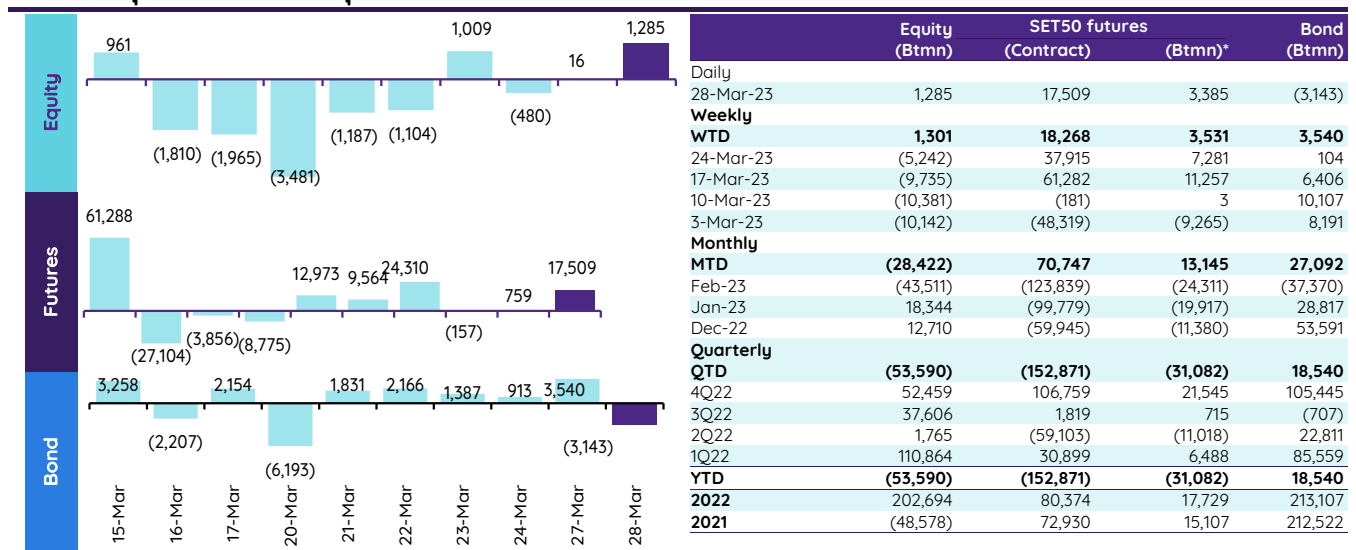 Equity
961
(1,810)
(1,965)
(3,481)
(1,187)
(1,104)
1,009
(480)
16
1,285
Futures
61,288
(27,104)
(3,856)
(8,775)
12,973
9,564
24,310
(157)
759
17,509
Bond
3,258
(2,207)
2,154
(6,193)
1,831
2,166
1,387
913
3,540
(3,143)
15-Mar
16-Mar
17-Mar
20-Mar
21-Mar
22-Mar
23-Mar
24-Mar
27-Mar
28-Mar
Equity SET50 futures Bond
(Btmn) (Contract) (Btmn)* (Btmn)
Daily
28-Mar-23 1,285 17,509 3,385 (3,143)
Weekly
WTD 1,301 18,268 3,531 3,540
24-Mar-23 (5,242) 37,915 7,281 104
17-Mar-23 (9,735) 61,282 11,257 6,406
10-Mar-23 (10,381) (181) 3 10,107
3-Mar-23 (10,142) (48,319) (9,265) 8,191
Monthly
MTD (28,422) 70,747 13,145 27,092
Feb-23 (43,511) (123,839) (24,311) (37,370)
Jan-23 18,344 (99,779) (19,917) 28,817
Dec-22 12,710 (59,945) (11,380) 53,591
Quarterly
QTD (53,590) (152,871) (31,082) 18,540
4Q22 52,459 106,759 21,545 105,445
3Q22 37,606 1,819 715 (707)
2Q22 1,765 (59,103) (11,018) 22,811
1Q22 110,864 30,899 6,488 85,559
YTD (53,590) (152,871) (31,082) 18,540
2022 202,694 80,374 17,729 213,107
2021 (48,578) 72,930 15,107 212,522